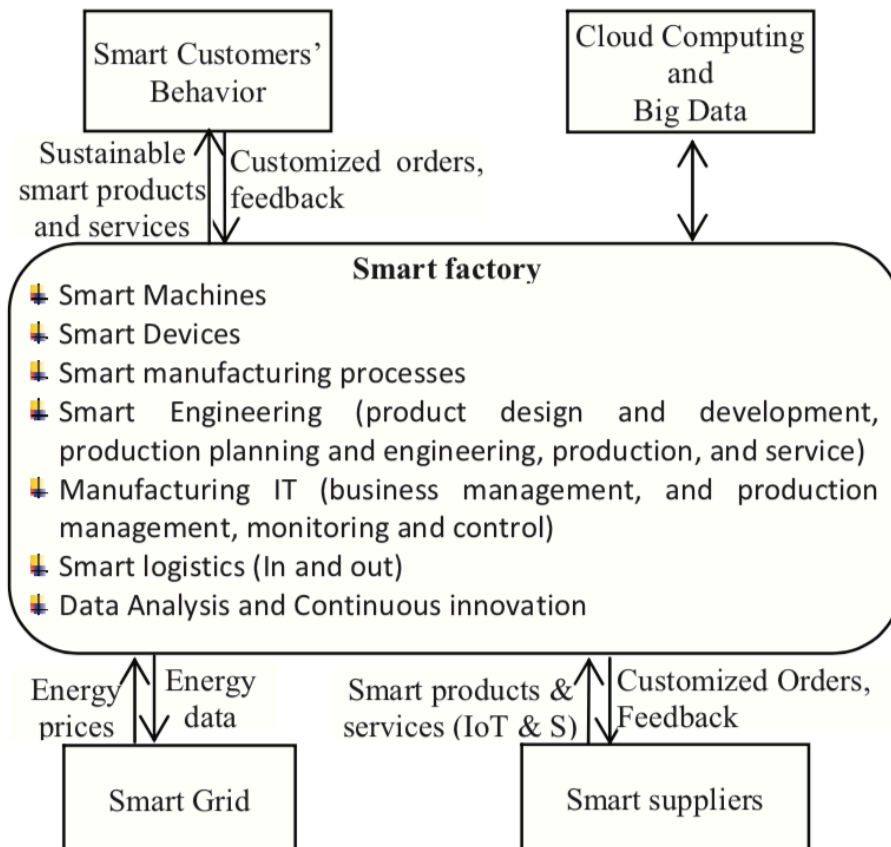 Smart Customers’
Behavior
Cloud Computing
and
Big Data
Sustainable
smart products
and services
Customized orders,
feedback
Smart factory
Smart Machines
Smart Devices
Smart manufacturing processes
Smart Engineering (product design and development,
production planning and engineering, production, and service)
Manufacturing IT (business management, and production
management, monitoring and control)
Smart logistics (In and out)
Data Analysis and Continuous innovation
Energy
prices
Energy
data
Smart products &
services (IoT & S)
Customized Orders,
Feedback
Smart Grid
Smart suppliers